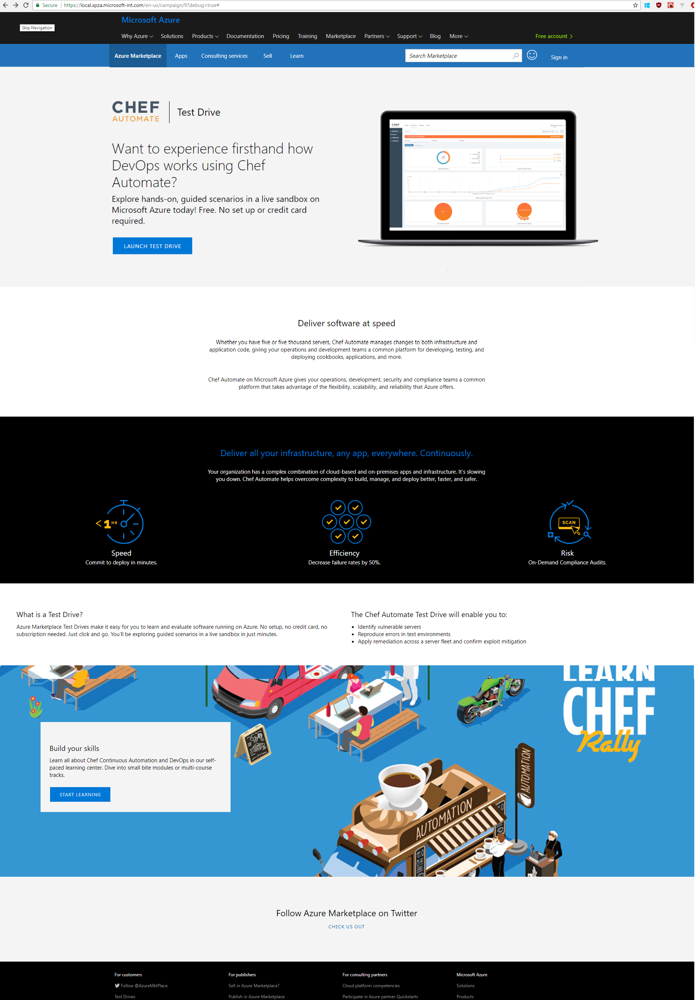 Secure https://local.spza.microsoft-int.com/en-us/campaign/9?debug=true#
Microsoft Azure
Skip Navigation
Why Azure Solutions Products Documentation Pricing Training Marketplace Partners Support Blog More Free account
Azure Marketplace Apps Consulting services Sell Learn Search Marketplace Sign in
CHEF
AUTOMATE
Test Drive
Want to experience firsthand how
DevOps works using Chef
Automate?
Explore hands-on, guided scenarios in a live sandbox on
Microsoft Azure today! Free. No set up or credit card
required.
LAUNCH TEST DRIVE
CHEF
Deliver software at speed
Whether you have five or five thousand servers, Chef Automate manages changes to both infrastructure and
application code, giving your operations and development teams a common platform for developing, testing, and
deploying cookbooks, applications, and more.
Chef Automate on Microsoft Azure gives your operations, development, security and compliance teams a common
platform that takes advantage of the flexibility, scalability, and reliability that Azure offers.
Deliver all your infrastructure, any app, everywhere. Continuously.
Your organization has a complex combination of cloud-based and on-premises apps and infrastructure. It's slowing
you down. Chef Automate helps overcome complexity to build, manage, and deploy better, faster, and safer.
< 1 HR
SCAN
Speed
Commit to deploy in minutes.
Efficiency
Decrease failure rates by 50%.
Risk
On-Demand Compliance Audits.
What is a Test Drive?
Azure Marketplace Test Drives make it easy for you to learn and evaluate software running on Azure. No setup, no credit card, no
subscription needed. Just click and go. You'll be exploring guided scenarios in a live sandbox in just minutes.
The Chef Automate Test Drive will enable you to:
• Identify vulnerable servers
• Reproduce errors in test environments
• Apply remediation across a server fleet and confirm exploit mitigation
LEARN
CHEF
Rally
Build your skills
Learn all about Chef Continuous Automation and DevOps in our self-
paced learning center. Dive into small bite modules or multi-course
tracks.
START LEARNING
AUTOMATION
AUTOMATION
Follow Azure Marketplace on Twitter
CHECK US OUT
For customers For publishers For consulting partners Microsoft Azure
Follow @AzureMktPlace Sell in Azure Marketplace? Cloud platform competencies Solutions
Test Drives Publish in Azure Marketplace Participate in Azure partner Quickstarts Products